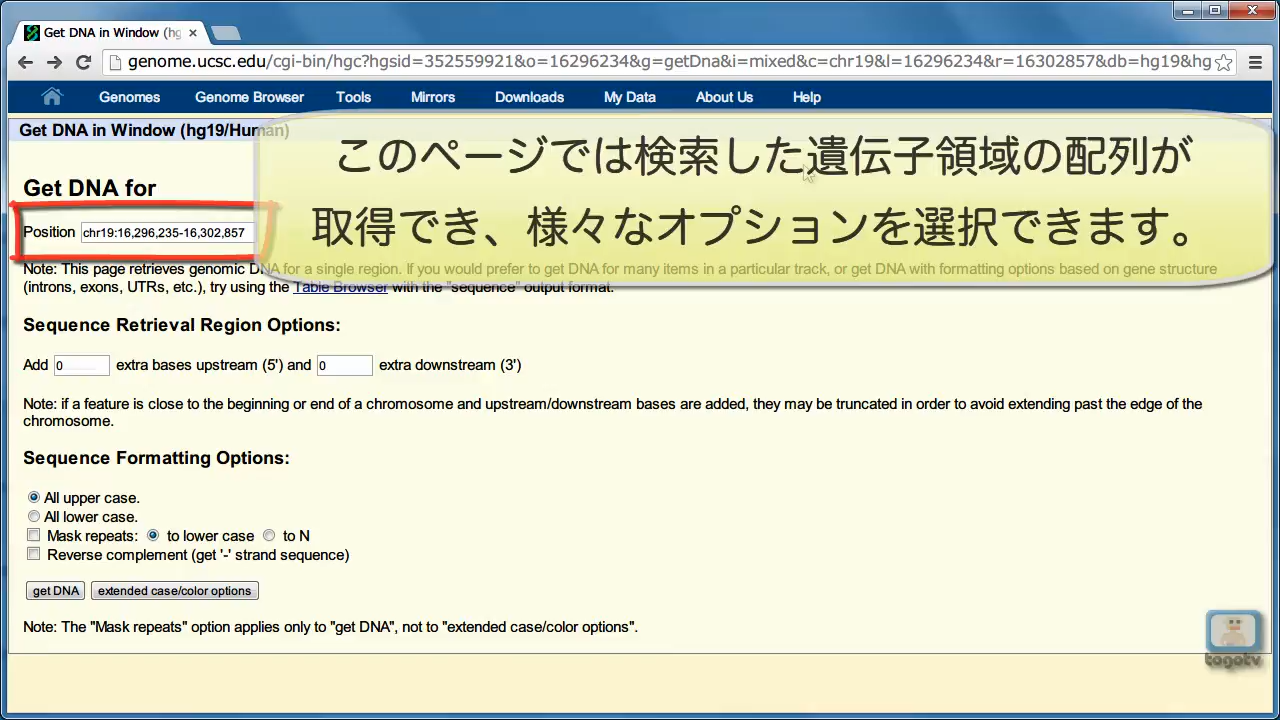 Get DNA in Window (hg
genome.ucsc.edu/cgi-bin/hgc?hgsid=352559921&o=16296234&g=getDna&i=mixed&c=chr19&l=16296234&r=16302857&db=hg19&hg
Genomes Genome Browser Tools Mirrors Downloads My Data About Us Help
Get DNA in Window (hg19/Human)
このページでは検索した遺伝子領域の配列が
取得でき、様々なオプションを選択できます。
Get DNA for
Position chr19:16,296,235-16,302,857
Note: This page retrieves genomic DNA for a single region. If you would prefer to get DNA for many items in a particular track, or get DNA with formatting options based on gene structure
(introns, exons, UTRs, etc.), try using the Table Browser with the "sequence" output format.
Sequence Retrieval Region Options:
Add 0 extra bases upstream (5') and 0 extra downstream (3')
Note: if a feature is close to the beginning or end of a chromosome and upstream/downstream bases are added, they may be truncated in order to avoid extending past the edge of the
chromosome.
Sequence Formatting Options:
All upper case.
All lower case.
Mask repeats: to lower case to N
Reverse complement (get '-' strand sequence)
get DNA extended case/color options
Note: The "Mask repeats" option applies only to "get DNA", not to "extended case/color options".
togotv